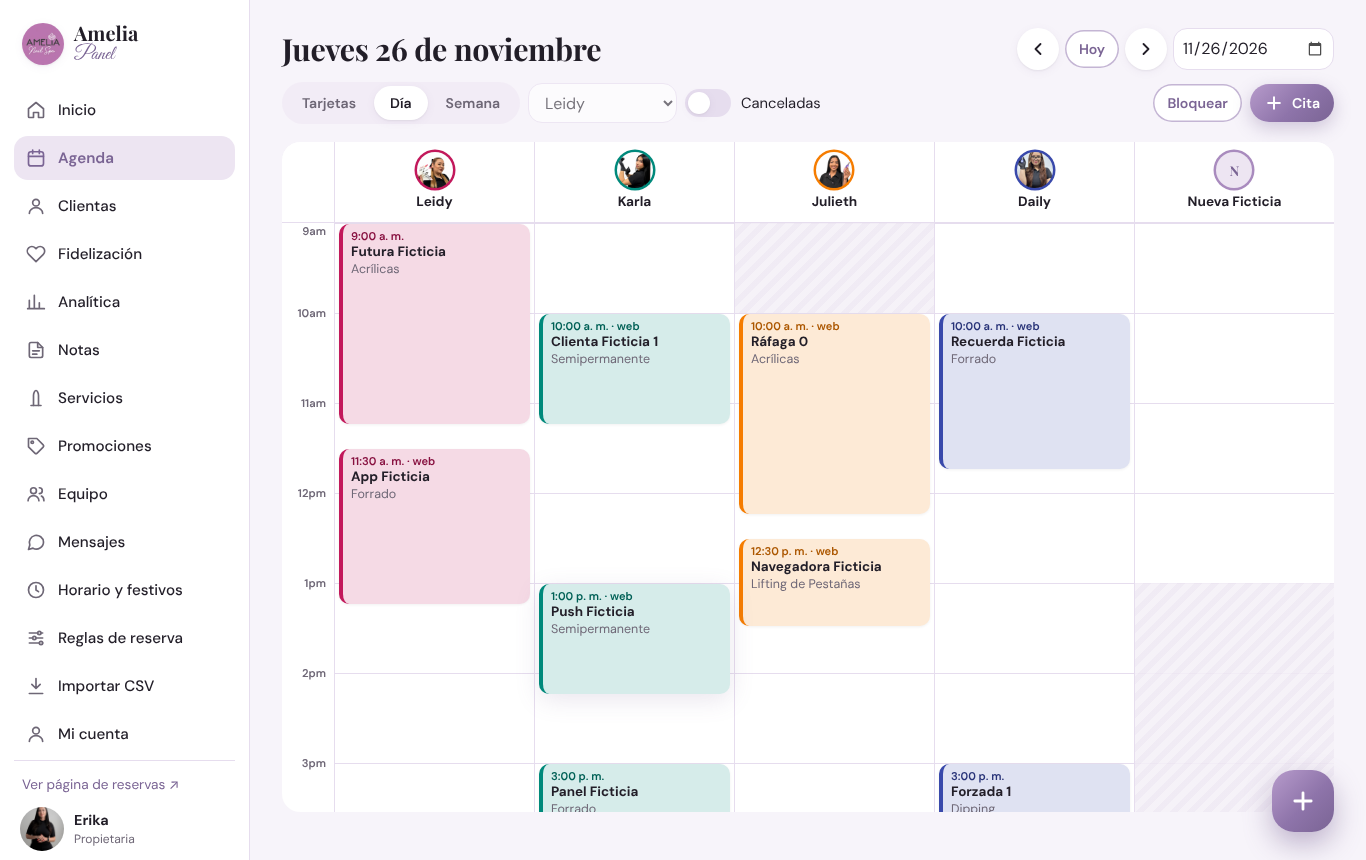 Amelia
Panel
AMELIA
Inicio
Agenda
Clientas
Fidelización
Analítica
Notas
Servicios
Promociones
Equipo
Mensajes
Horario y festivos
Reglas de reserva
Importar CSV
Mi cuenta
Ver página de reservas ↗
Erika
Propietaria
Jueves 26 de noviembre
Hoy
11/26/2026
Tarjetas Día Semana
Leidy
Canceladas
Bloquear
+ Cita
Leidy Karla Julieth Daily
N
Nueva Ficticia
9am
10am
11am
12pm
1pm
2pm
3pm
9:00 a. m.
Futura Ficticia
Acrílicas
11:30 a. m. · web
App Ficticia
Forrado
10:00 a. m. · web
Clienta Ficticia 1
Semipermanente
1:00 p. m. · web
Push Ficticia
Semipermanente
3:00 p. m.
Panel Ficticia
Forrado
10:00 a. m. · web
Ráfaga 0
Acrílicas
12:30 p. m. · web
Navegadora Ficticia
Lifting de Pestañas
10:00 a. m. · web
Recuerda Ficticia
Forrado
3:00 p. m.
Forzada 1
Dipping
+